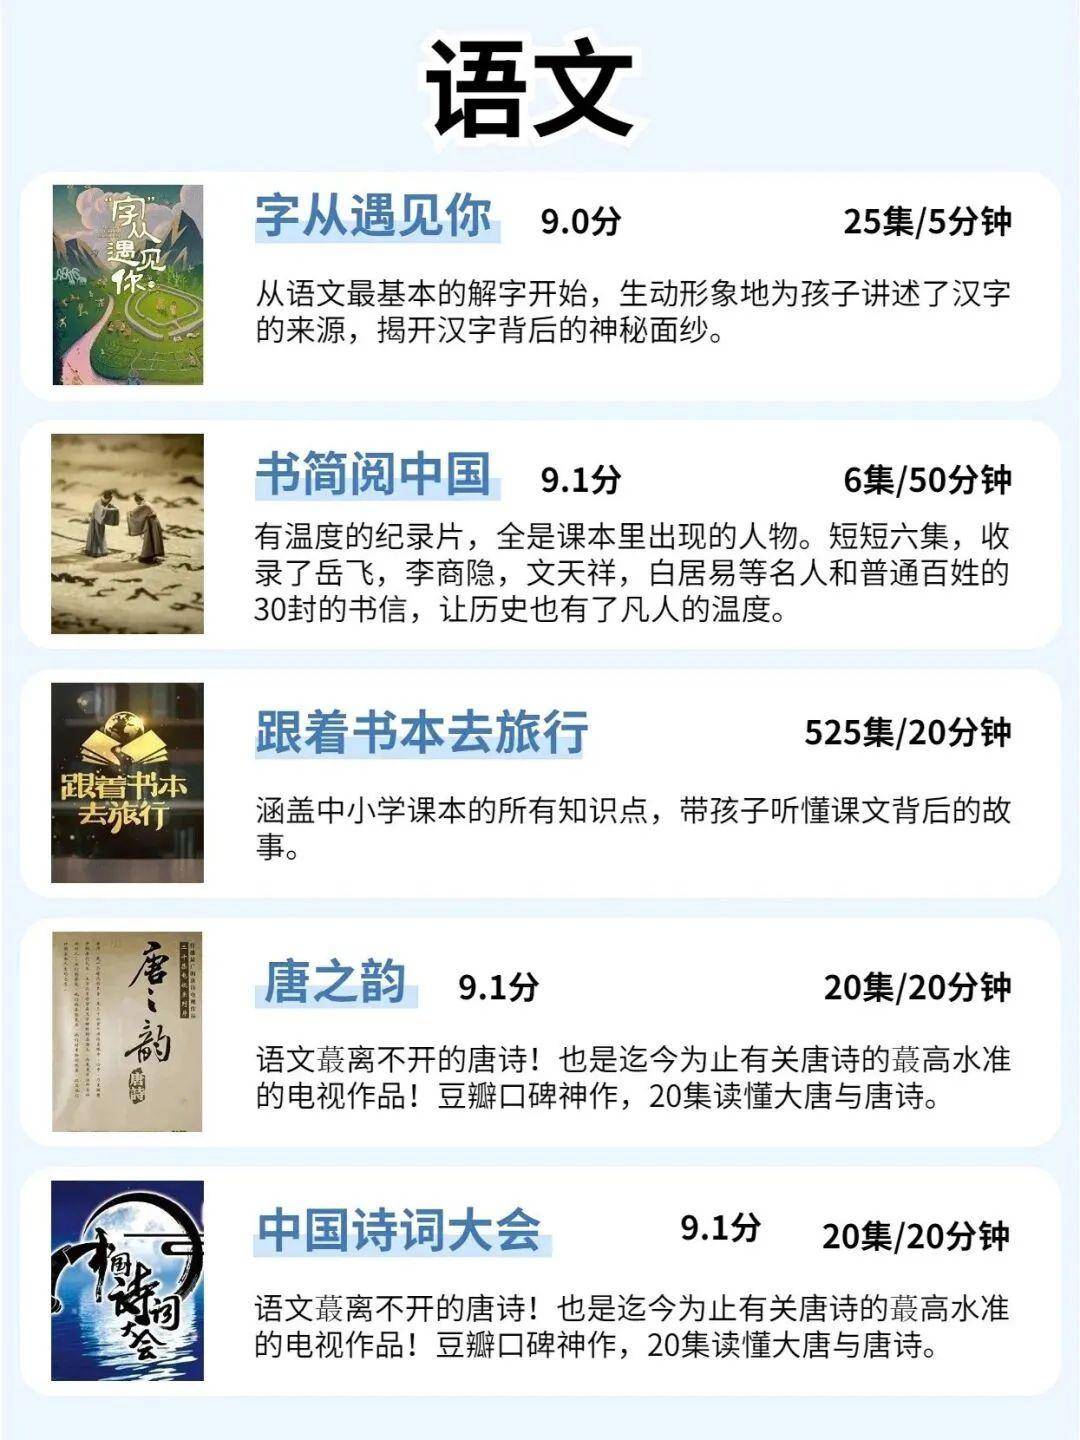 语文
"字"从
遇见
你
字从遇见你 9.0分 25集/5分钟
从语文最基本的解字开始，生动形象地为孩子讲述了汉字
的来源，揭开汉字背后的神秘面纱。
书简阅中国 9.1分 6集/50分钟
有温度的纪录片，全是课本里出现的人物。短短六集，收
录了岳飞，李商隐，文天祥，白居易等名人和普通百姓的
30封的书信，让历史也有了凡人的温度。
跟着书本
去旅行
跟着书本去旅行 525集/20分钟
涵盖中小学课本的所有知识点，带孩子听懂课文背后的故
事。
唐之韵
唐诗
唐之韵 9.1分 20集/20分钟
语文蕞离不开的唐诗！也是迄今为止有关唐诗的蕞高水准
的电视作品！豆瓣口碑神作，20集读懂大唐与唐诗。
中国
诗词
大会
中国诗词大会 9.1分 20集/20分钟
语文蕞离不开的唐诗！也是迄今为止有关唐诗的蕞高水准
的电视作品！豆瓣口碑神作，20集读懂大唐与唐诗。